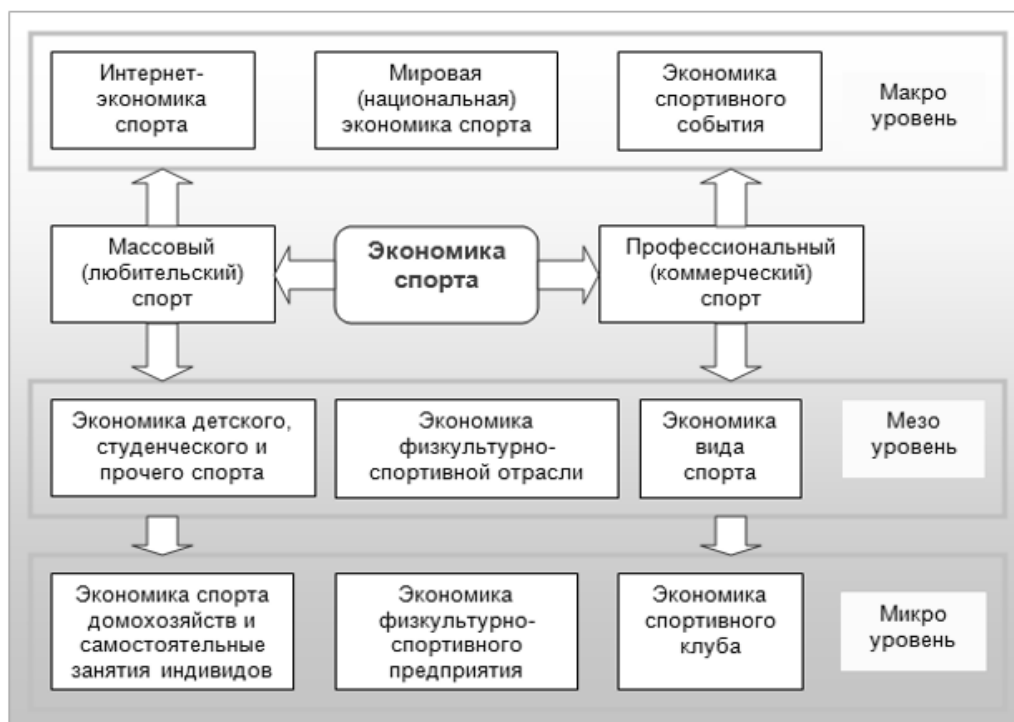 Интернет-
экономика
спорта
Мировая
(национальная)
экономика спорта
Экономика
спортивного
события
Макро
уровень
Массовый
(любительский)
спорт
Экономика
спорта
Профессиональный
(коммерческий)
спорт
Экономика детского,
студенческого и
прочего спорта
Экономика
физкультурно-
спортивной отрасли
Экономика
вида
спорта
Мезо
уровень
Экономика спорта
домохозяйств и
самостоятельные
занятия индивидов
Экономика
физкультурно-
спортивного
предприятия
Экономика
спортивного
клуба
Микро
уровень